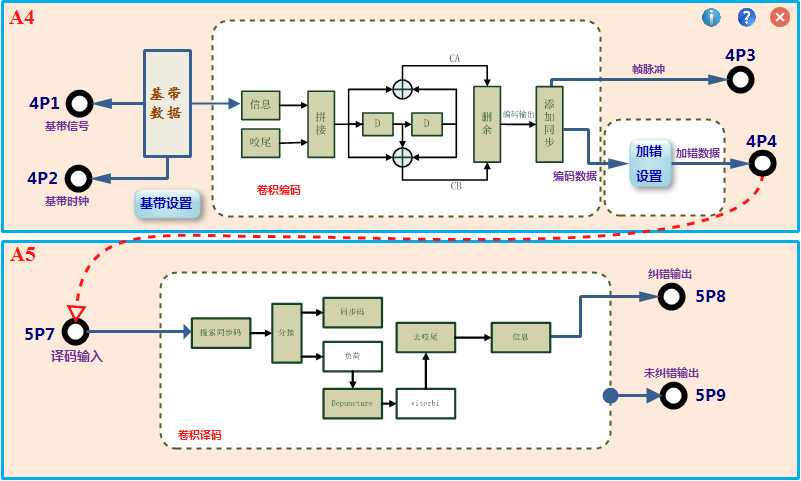 A4
4P1
基带信号
4P2
基带时钟
基带
数据
基带设置
信息
咬尾
拼接
D
D
CA
CB
删余
编码输出
添加同步
卷积编码
帧脉冲
4P3
编码数据
加错
设置
加错数据
4P4
A5
5P7
译码输入
搜索同步码
分接
同步码
负荷
Depuncture
viterbi
去咬尾
信息
卷积译码
纠错输出
5P8
未纠错输出
5P9